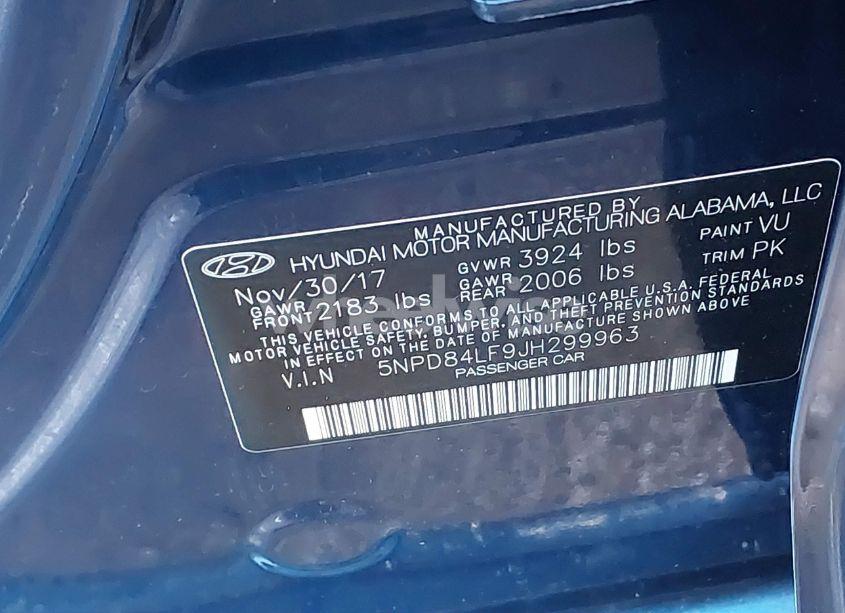 MANUFACTURED BY
HYUNDAI MOTOR MANUFACTURING ALABAMA, LLC
Nov/30/17 GVWR 3924 lbs PAINT VU
GAWR FRONT 2183 lbs GAWR REAR 2006 lbs TRIM PK
THIS VEHICLE CONFORMS TO ALL APPLICABLE U.S.A. FEDERAL
MOTOR VEHICLE SAFETY, BUMPER, AND THEFT PREVENTION STANDARDS
IN EFFECT ON THE DATE OF MANUFACTURE SHOWN ABOVE
V.I.N 5NPD84LF9JH299963
PASSENGER CAR